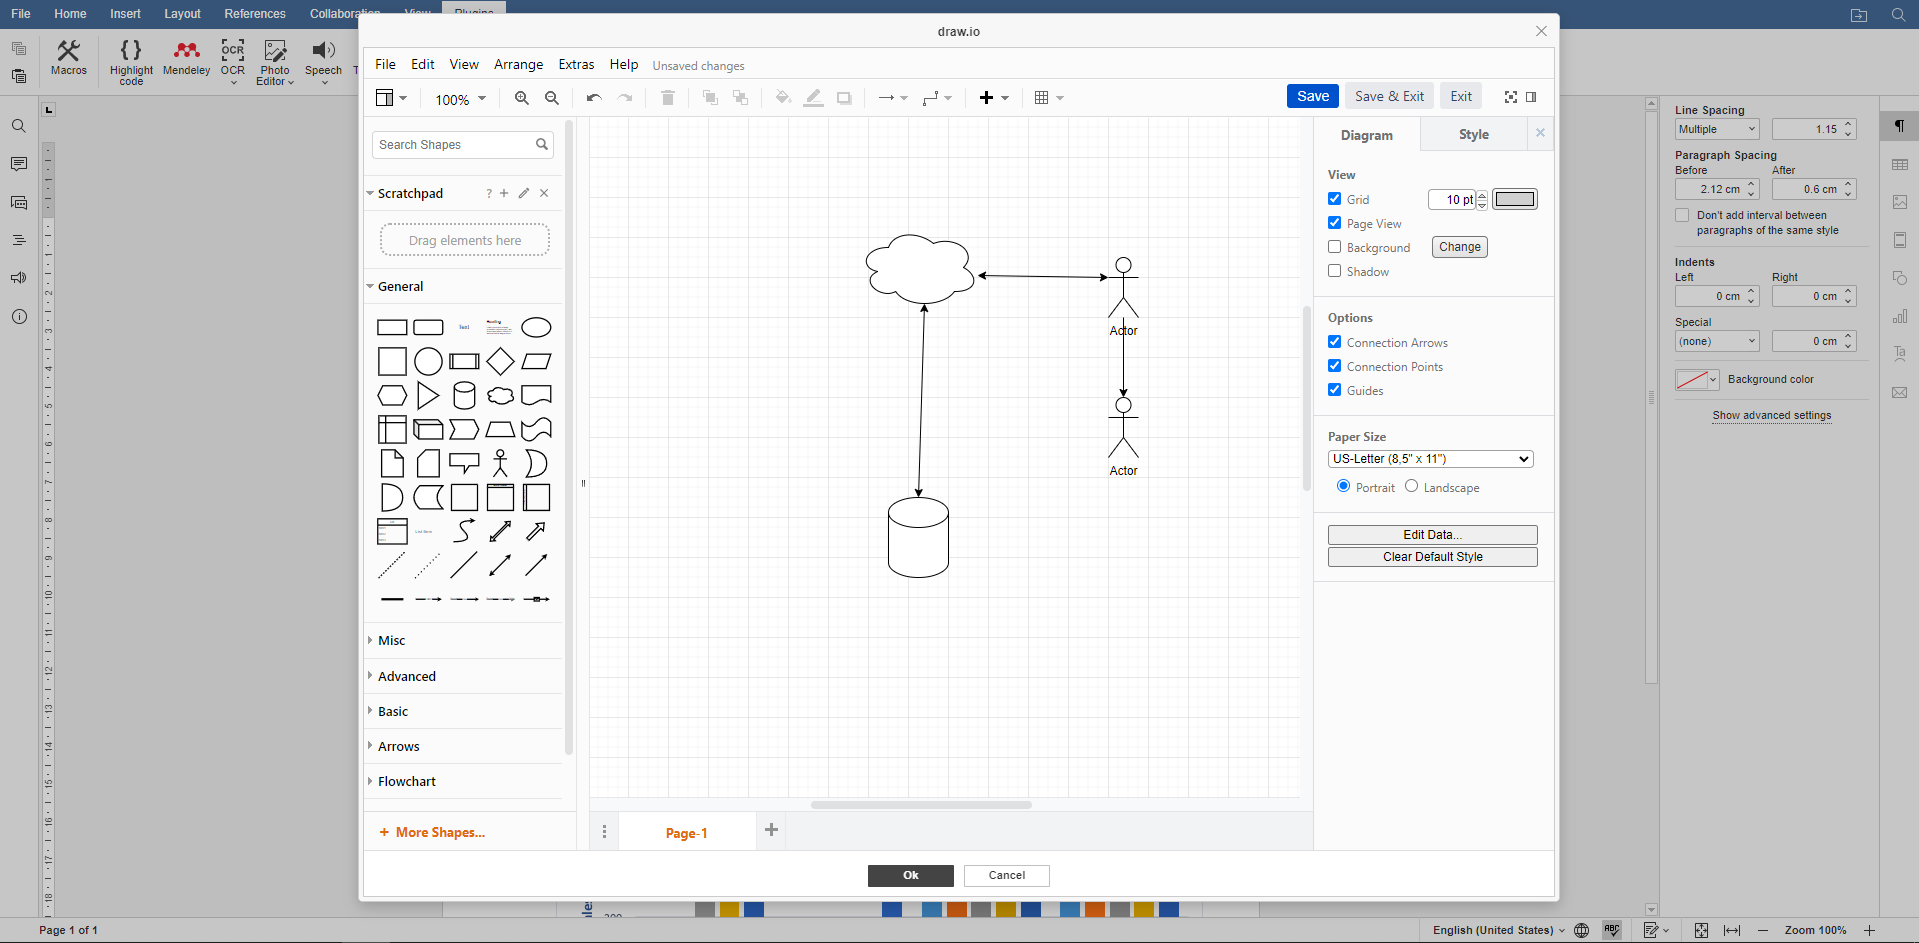 File Home Insert Layout References Collaboration View Plugins
draw.io
Macros
Highlight
code
Mendeley
OCR
Photo
Editor
Speech
File Edit View Arrange Extras Help Unsaved changes
100%
Save Save & Exit Exit
Search Shapes
Scratchpad ?
Drag elements here
General
Text
Misc
Advanced
Basic
Arrows
Flowchart
+ More Shapes...
Actor
Actor
Page-1
Diagram Style
View
Grid 10 pt
Page View
Background Change
Shadow
Options
Connection Arrows
Connection Points
Guides
Paper Size
US-Letter (8,5" x 11")
Portrait Landscape
Edit Data...
Clear Default Style
Ok Cancel
Line Spacing
Multiple 1.15
Paragraph Spacing
Before After
2.12 cm 0.6 cm
Don't add interval between
paragraphs of the same style
Indents
Left Right
0 cm 0 cm
Special
(none) 0 cm
Background color
Show advanced settings
Page 1 of 1
English (United States)
Zoom 100%